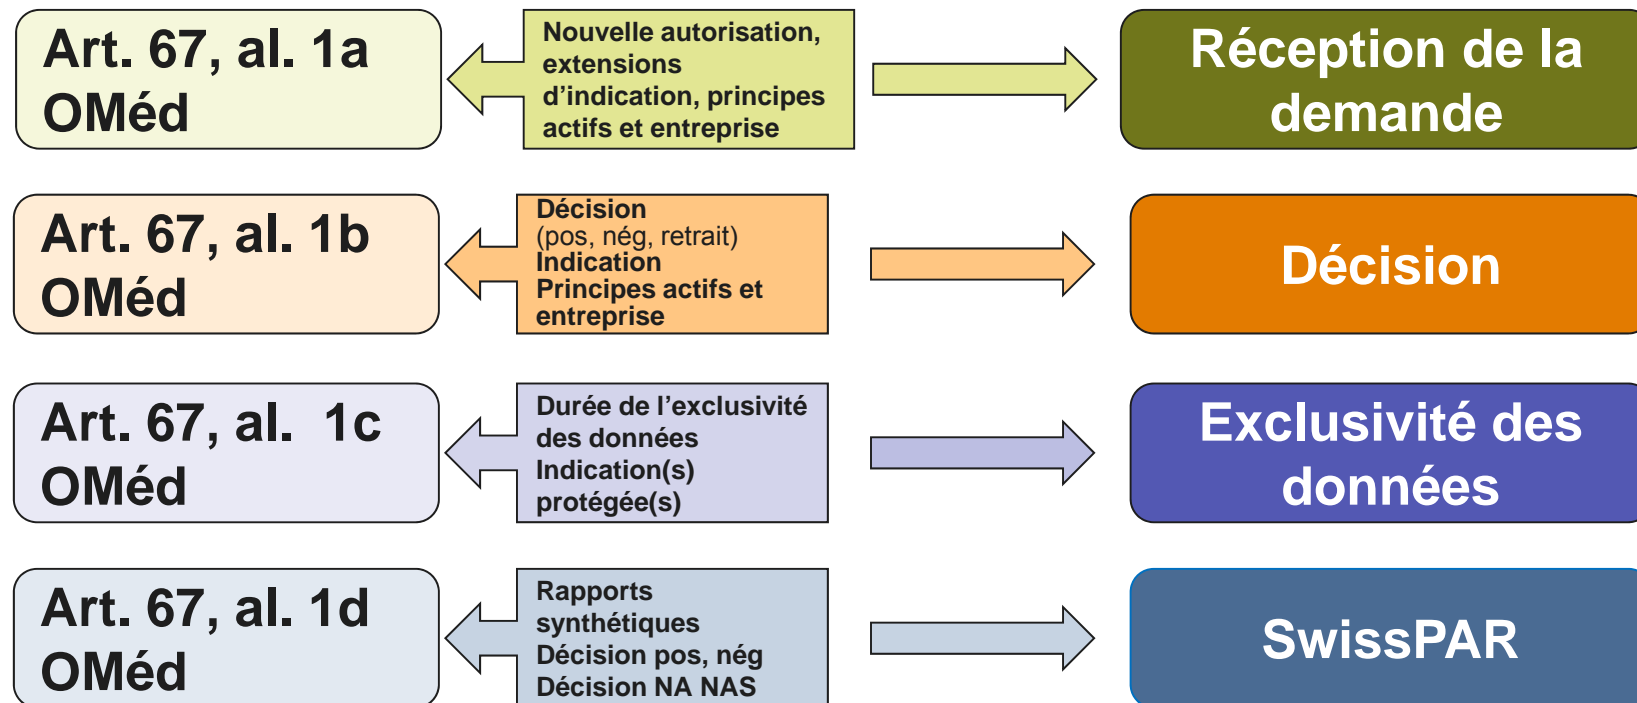 Art. 67, al. 1a
OMéd
Nouvelle autorisation,
extensions
d’indication, principes
actifs et entreprise
Réception de la
demande
Art. 67, al. 1b
OMéd
Décision
(pos, nég, retrait)
Indication
Principes actifs et
entreprise
Décision
Art. 67, al. 1c
OMéd
Durée de l’exclusivité
des données
Indication(s)
protégée(s)
Exclusivité des
données
Art. 67, al. 1d
OMéd
Rapports
synthétiques
Décision pos, nég
Décision NA NAS
SwissPAR